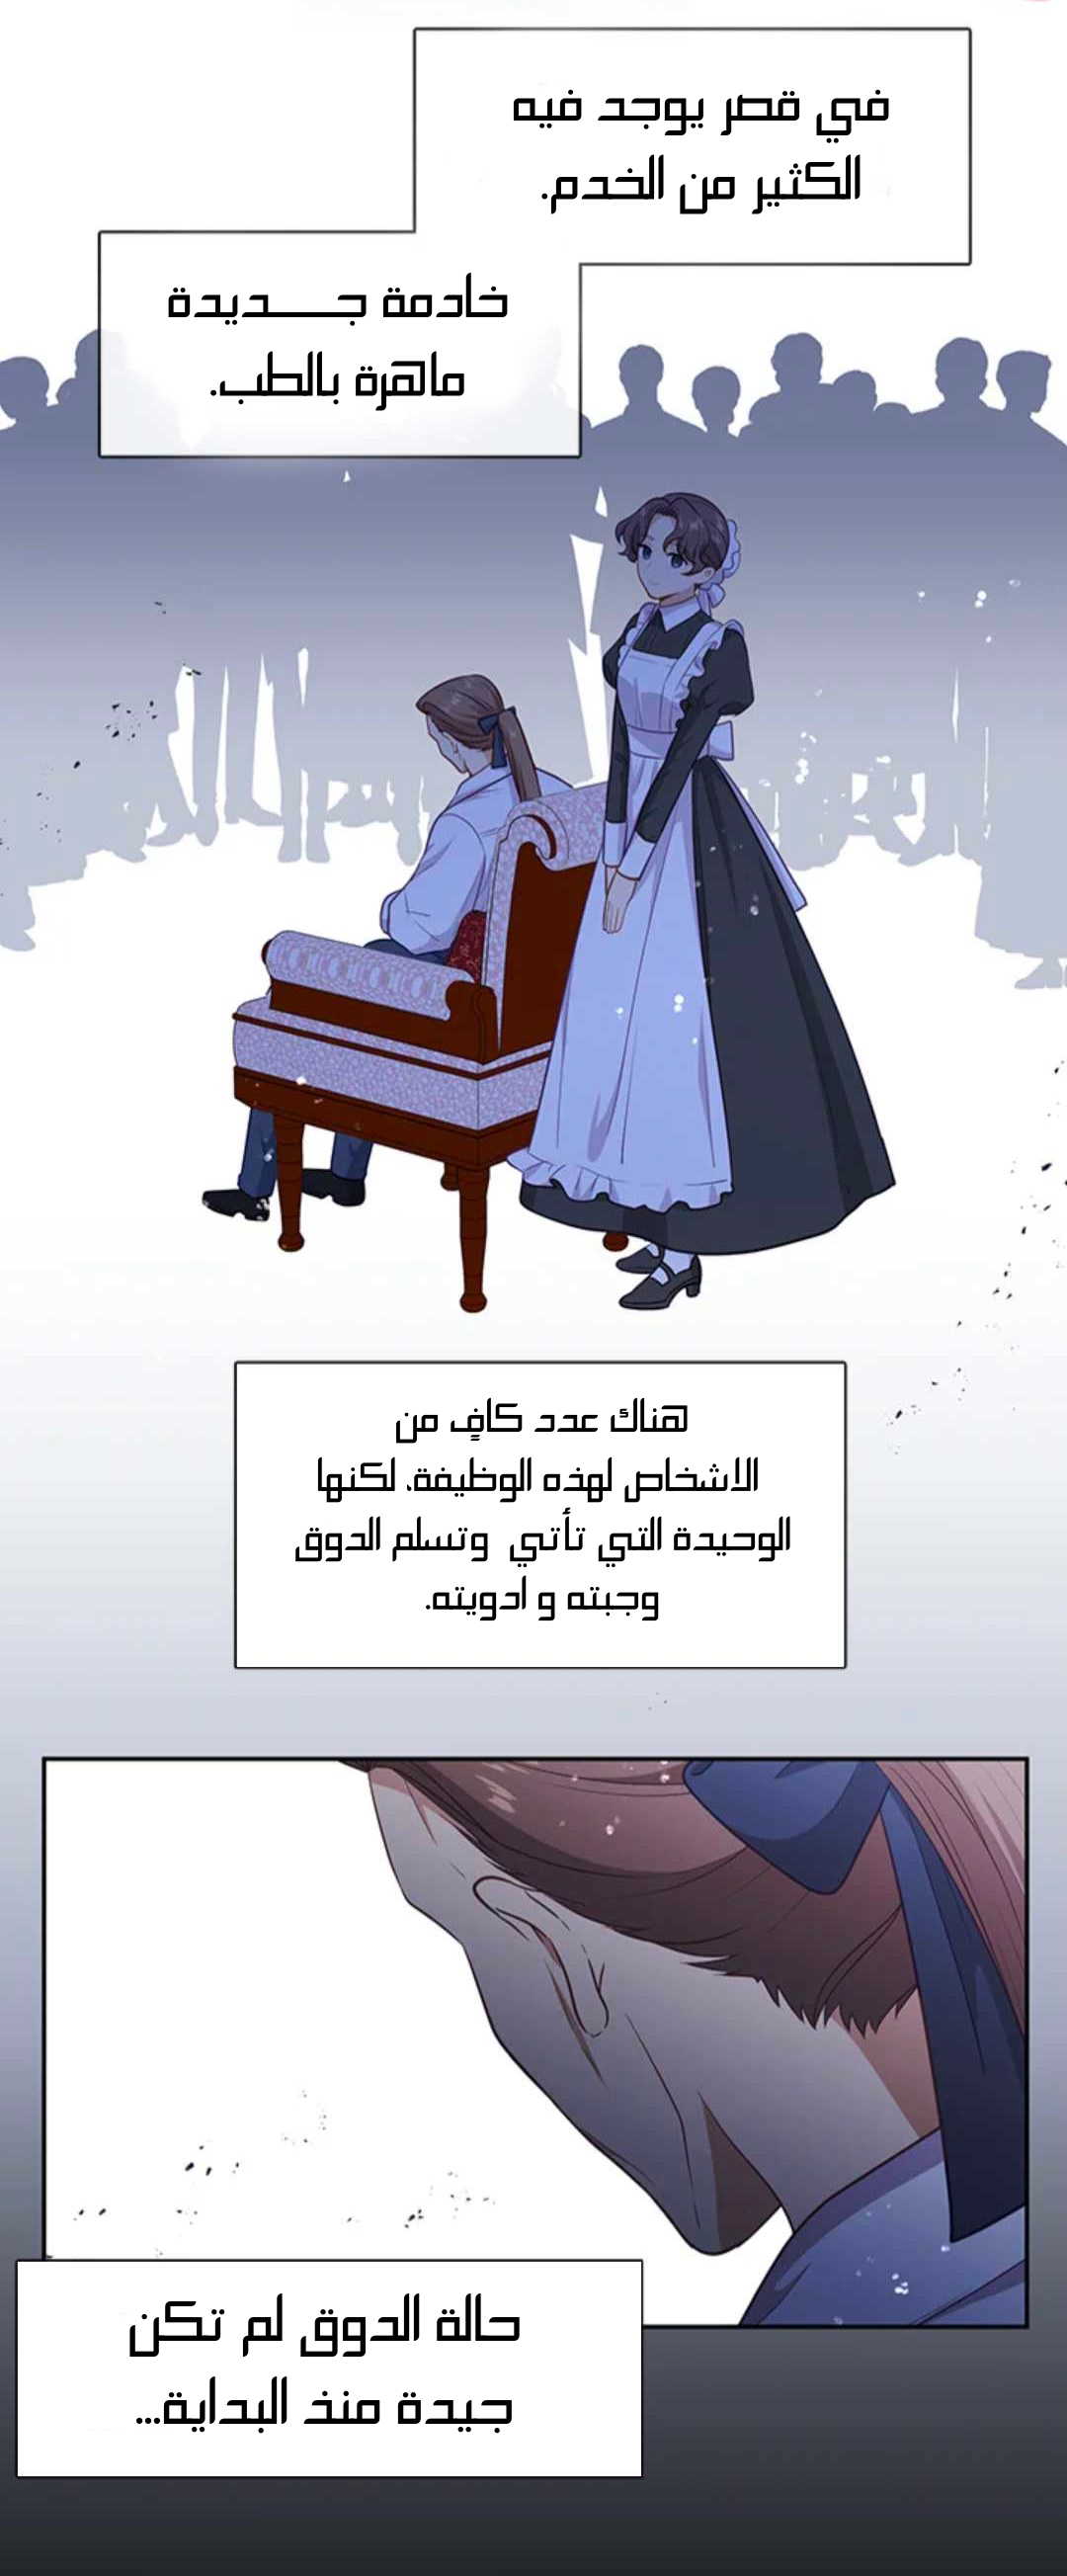 في قصر يوجد فيه
الكثير من الخدم.
خادمة جـــديدة
ماهرة بالطب.
هناك عدد كافٍ من
الاشخاص لهذه الوظيفة، لكنها
الوحيدة التي تأتي وتسلم الدوق
وجبته و ادويته.
حالة الدوق لم تكن
جيدة منذ البداية...